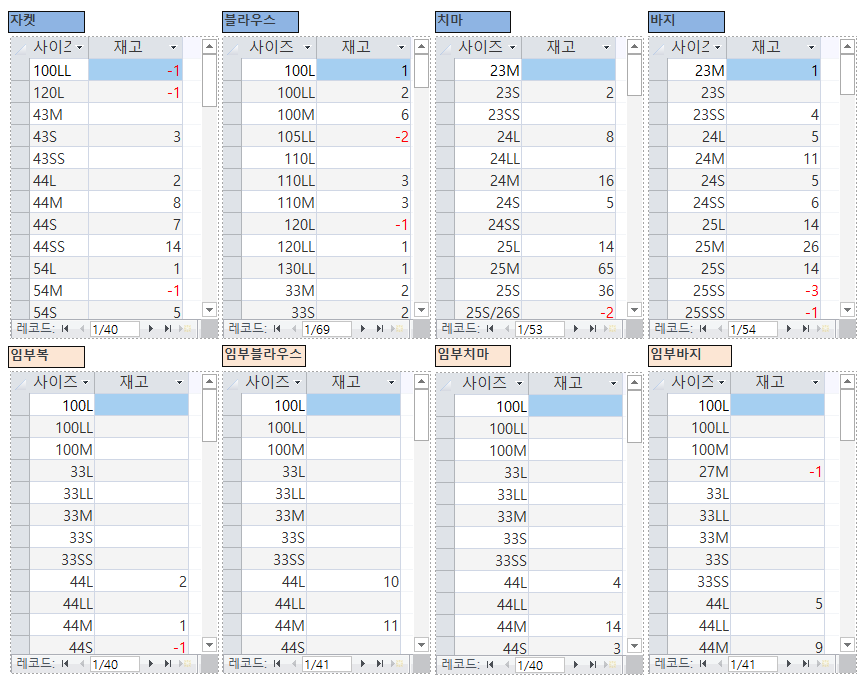 자켓
사이즈 재고
100LL -1
120L -1
43M
43S 3
43SS
44L 2
44M 8
44S 7
44SS 14
54L 1
54M -1
54S 5
레코드: 1/40
블라우스
사이즈 재고
100L 1
100LL 2
100M 6
105LL -2
110L
110LL 3
110M 3
120L -1
120LL 1
130LL 1
33M 2
33S 2
레코드: 1/69
치마
사이즈 재고
23M
23S 2
23SS
24L 8
24LL
24M 16
24S 5
24SS
25L 14
25M 65
25S 36
25S/26S -2
레코드: 1/53
바지
사이즈 재고
23M 1
23S
23SS 4
24L 5
24M 11
24S 5
24SS 6
25L 14
25M 26
25S 14
25SS -3
25SSS -1
레코드: 1/54
임부복
사이즈 재고
100L
100LL
100M
33L
33LL
33M
33S
33SS
44L 2
44LL
44M 1
44S -1
레코드: 1/40
임부블라우스
사이즈 재고
100L
100LL
100M
33L
33LL
33M
33S
33SS
44L 10
44LL
44M 11
44S
레코드: 1/41
임부치마
사이즈 재고
100L
100LL
100M
33L
33LL
33M
33S
33SS
44L 4
44LL
44M 14
44S 3
레코드: 1/40
임부바지
사이즈 재고
100L
100LL
100M
27M -1
33L
33LL
33M
33S
33SS
44L 5
44LL
44M 9
레코드: 1/41